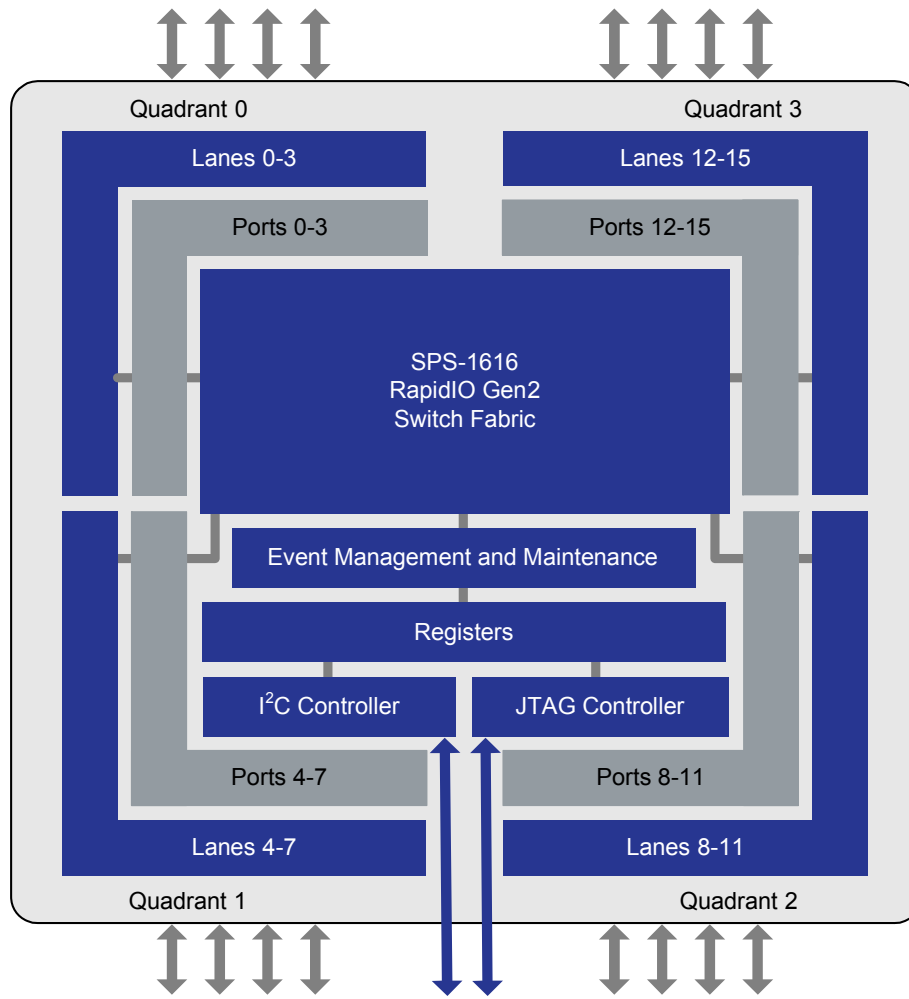 Quadrant 0
Quadrant 3
Lanes 0-3
Lanes 12-15
Ports 0-3
Ports 12-15
SPS-1616
RapidIO Gen2
Switch Fabric
Event Management and Maintenance
Registers
I²C Controller
JTAG Controller
Ports 4-7
Ports 8-11
Lanes 4-7
Lanes 8-11
Quadrant 1
Quadrant 2